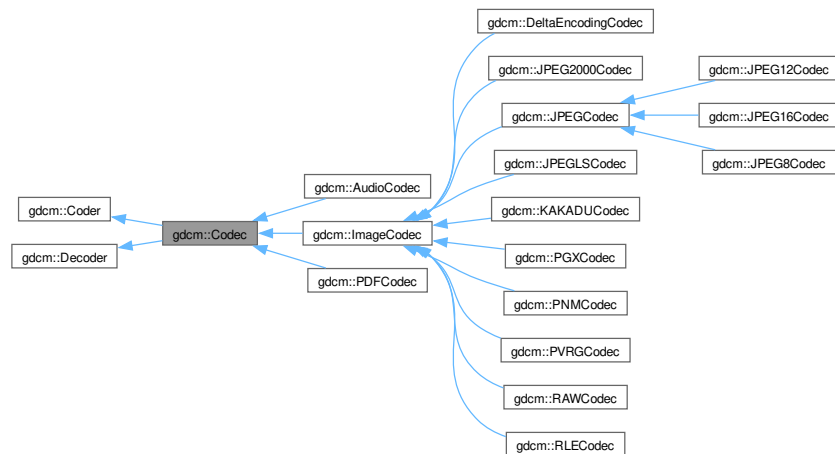 gdcm::Coder
gdcm::Decoder
gdcm::Codec
gdcm::AudioCodec
gdcm::ImageCodec
gdcm::PDFCodec
gdcm::DeltaEncodingCodec
gdcm::JPEG2000Codec
gdcm::JPEGCodec
gdcm::JPEGLSCodec
gdcm::KAKADUCodec
gdcm::PGXCodec
gdcm::PNMCodec
gdcm::PVRGCodec
gdcm::RAWCodec
gdcm::RLECodec
gdcm::JPEG12Codec
gdcm::JPEG16Codec
gdcm::JPEG8Codec